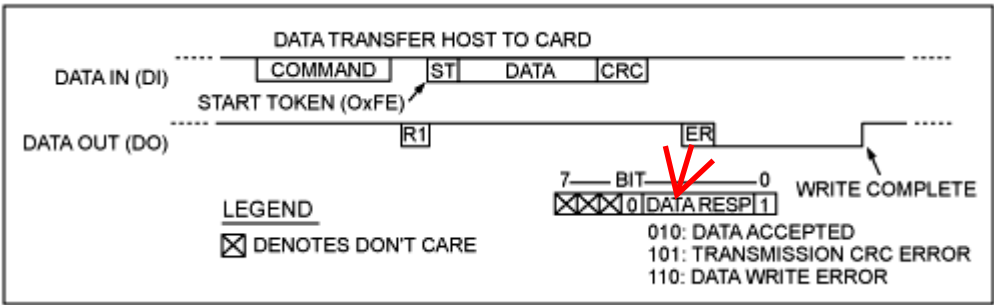 DATA TRANSFER HOST TO CARD
DATA IN (DI)
COMMAND
ST
DATA
CRC
START TOKEN (OxFE)
DATA OUT (DO)
R1
ER
7 BIT 0
WRITE COMPLETE
0 DATA RESP 1
LEGEND
DENOTES DON'T CARE
010: DATA ACCEPTED
101: TRANSMISSION CRC ERROR
110: DATA WRITE ERROR